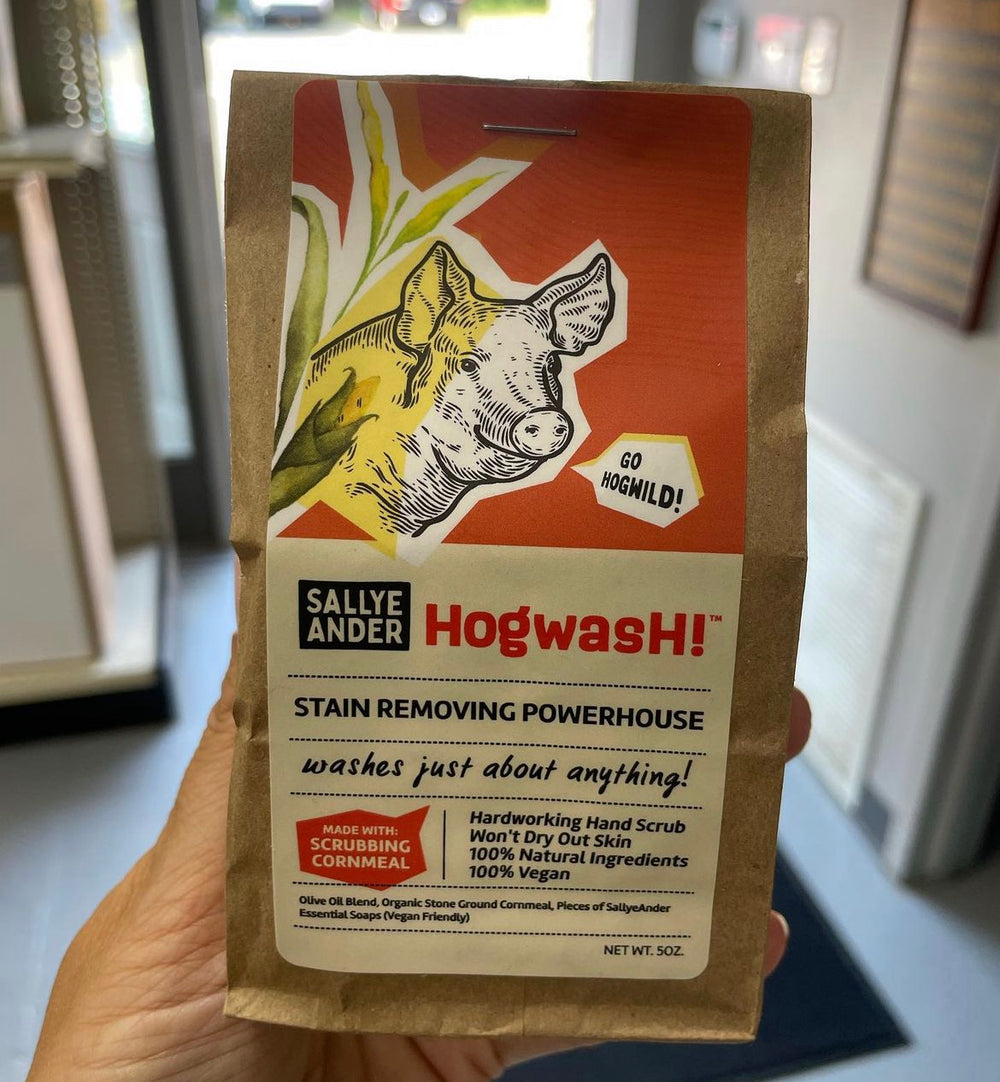 GO
HOGWILD!
SALLYE
ANDER
HogwasH!™
STAIN REMOVING POWERHOUSE
washes just about anything!
MADE WITH:
SCRUBBING
CORNMEAL
Hardworking Hand Scrub
Won't Dry Out Skin
100% Natural Ingredients
100% Vegan
Olive Oil Blend, Organic Stone Ground Cornmeal, Pieces of SallyeAnder
Essential Soaps (Vegan Friendly)
NET WT. 5OZ.